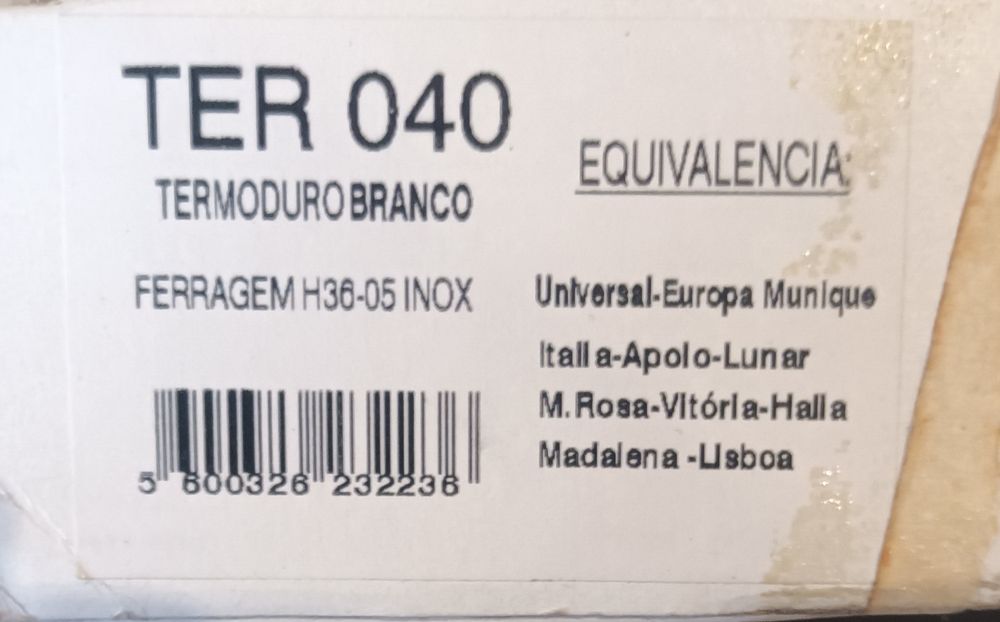 TER 040
TERMODURO BRANCO
FERRAGEM H36-05 INOX
5 600326 232236
EQUIVALENCIA:
Universal-Europa Munique
Italia-Apolo-Lunar
M. Rosa-Vitória-Halia
Madalena -Lisboa